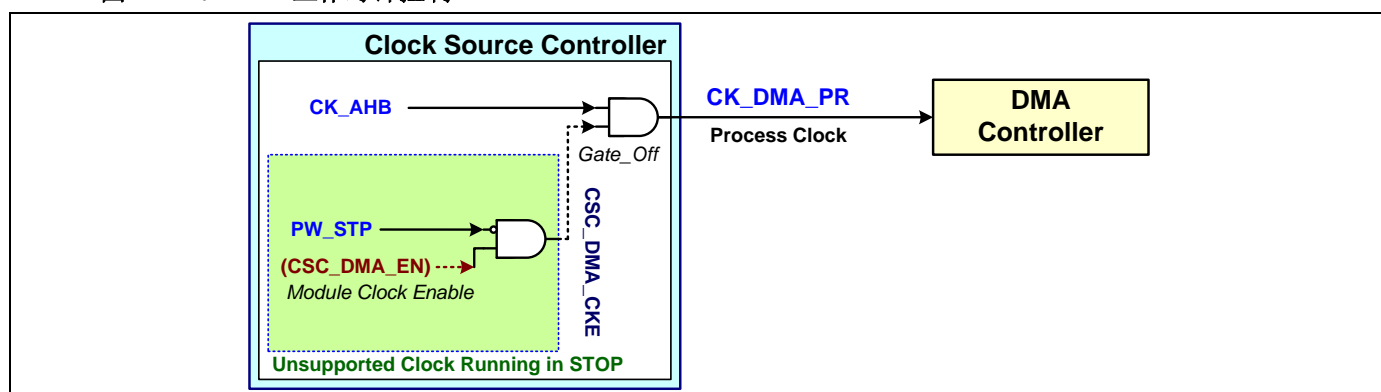 Clock Source Controller
CK_AHB
CK_DMA_PR
DMA
Controller
Process Clock
Gate_Off
CSC_DMA_CKE
PW_STP
(CSC_DMA_EN)
Module Clock Enable
Unsupported Clock Running in STOP